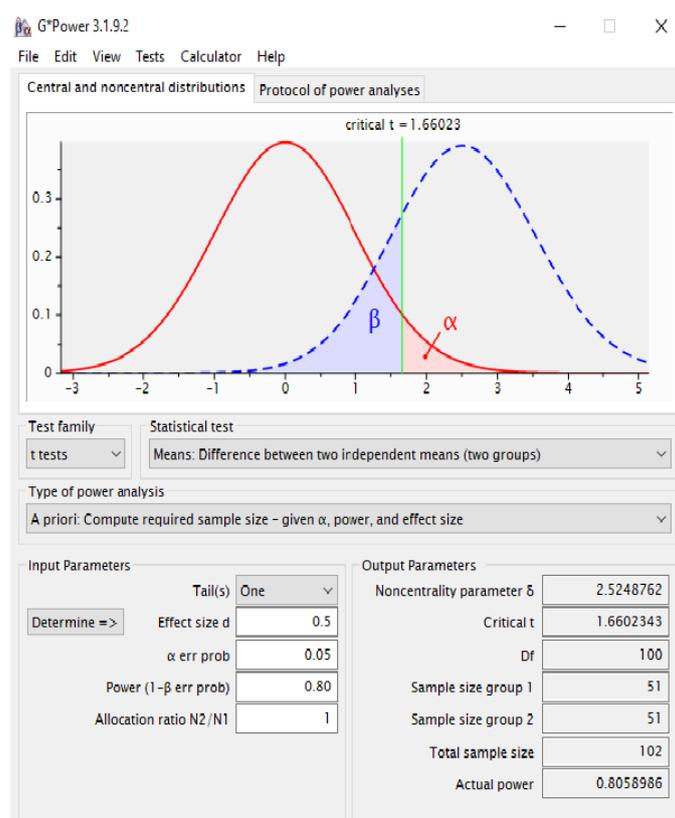 G*Power 3.1.9.2
File Edit View Tests Calculator Help
Central and noncentral distributions Protocol of power analyses
critical t = 1.66023
0.3
0.2
0.1
0
β
α
-3 -2 -1 0 1 2 3 4 5
Test family Statistical test
t tests Means: Difference between two independent means (two groups)
Type of power analysis
A priori: Compute required sample size – given α, power, and effect size
Input Parameters
Tail(s) One
Determine => Effect size d 0.5
α err prob 0.05
Power (1-β err prob) 0.80
Allocation ratio N2/N1 1
Output Parameters
Noncentrality parameter δ 2.5248762
Critical t 1.6602343
Df 100
Sample size group 1 51
Sample size group 2 51
Total sample size 102
Actual power 0.8058986